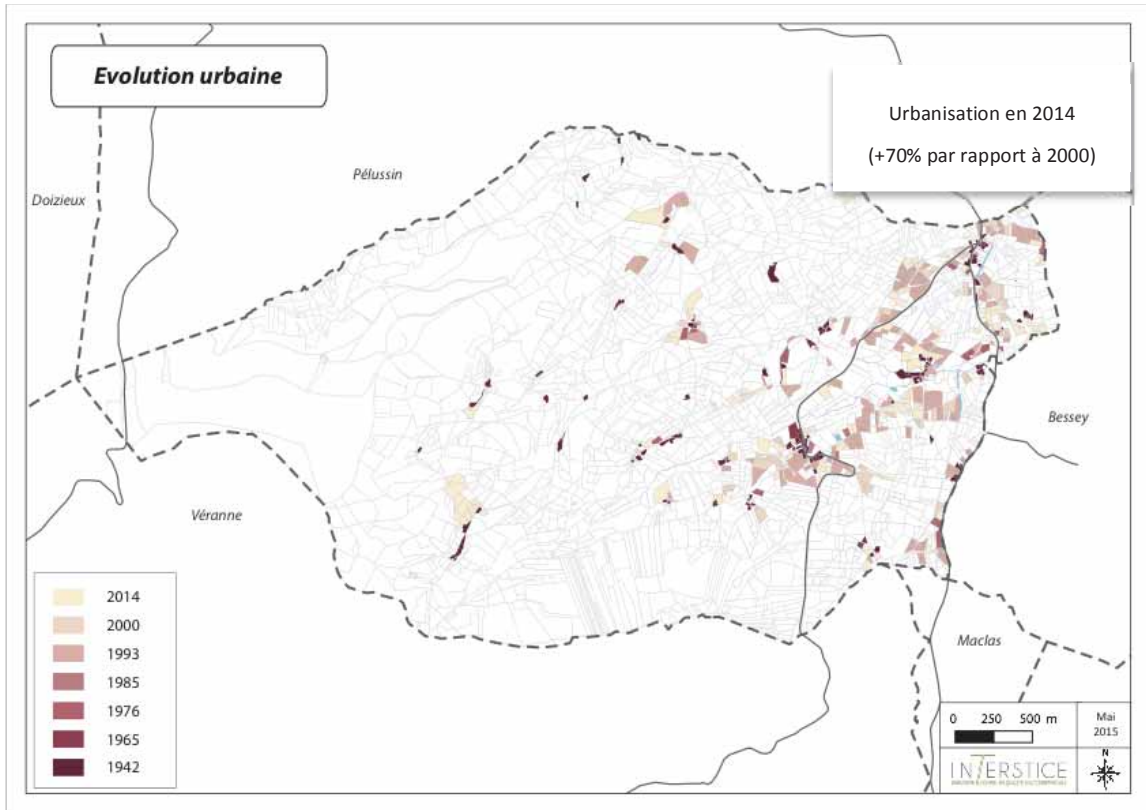 Evolution urbaine
Urbanisation en 2014
(+70% par rapport à 2000)
Pélussin
Doizieux
Bessey
Véranne
Maclas
2014
2000
1993
1985
1976
1965
1942
0 250 500 m
Mai
2015
INTERSTICE
N